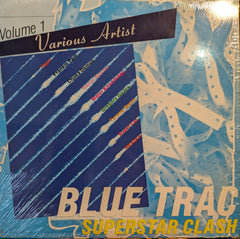 Volume 1
Various Artist
BLUE TRAC
SUPERSTAR CLASH